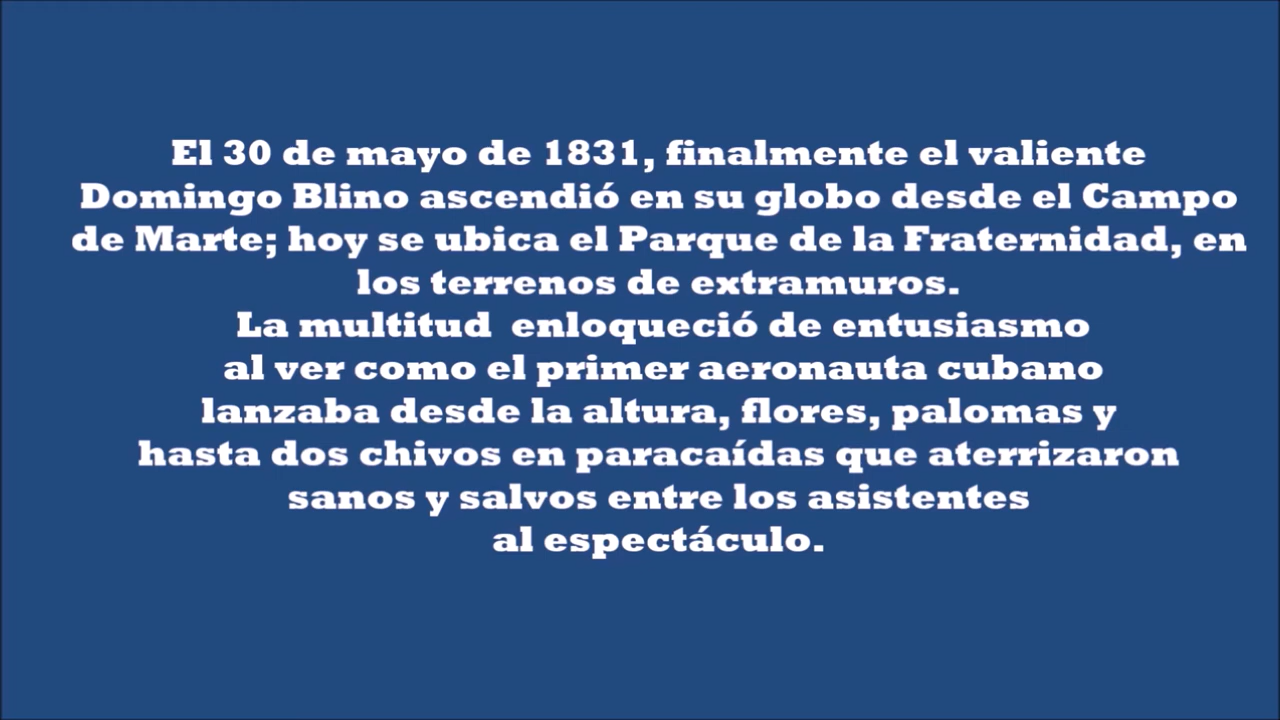 El 30 de mayo de 1831, finalmente el valiente
Domingo Blino ascendió en su globo desde el Campo
de Marte; hoy se ubica el Parque de la Fraternidad, en
los terrenos de extramuros.
La multitud  enloqueció de entusiasmo
al ver como el primer aeronauta cubano
lanzaba desde la altura, flores, palomas y
hasta dos chivos en paracaídas que aterrizaron
sanos y salvos entre los asistentes
al espectáculo.